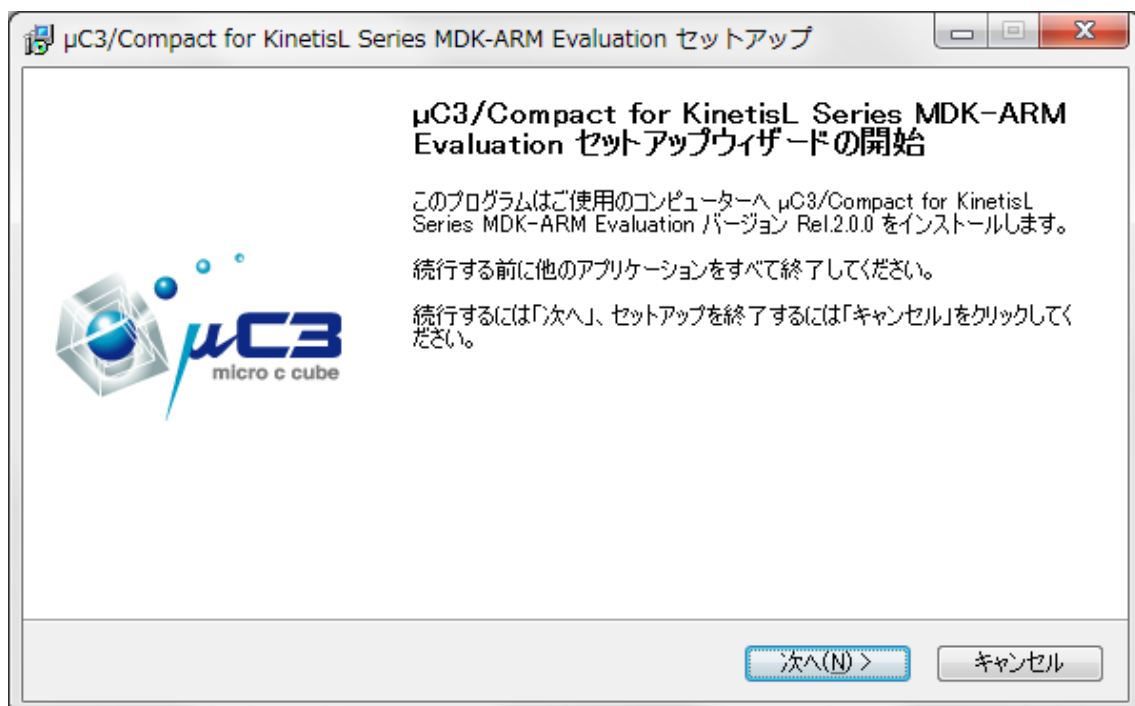 μC3/Compact for KinetisL Series MDK-ARM Evaluation セットアップ
μC3/Compact for KinetisL Series MDK-ARM
Evaluation セットアップウィザードの開始
このプログラムはご使用のコンピューターへ μC3/Compact for KinetisL
Series MDK-ARM Evaluation バージョン Rel.2.0.0 をインストールします。
続行する前に他のアプリケーションをすべて終了してください。
続行するには「次へ」、セットアップを終了するには「キャンセル」をクリックしてく
ださい。
μC3
micro c cube
次へ(N) >
キャンセル